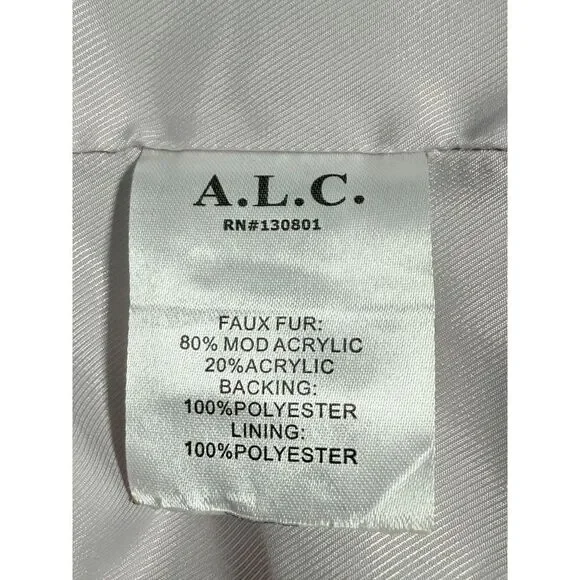 A.L.C.
RN#130801
FAUX FUR:
80% MOD ACRYLIC
20%ACRYLIC
BACKING:
100%POLYESTER
LINING:
100%POLYESTER